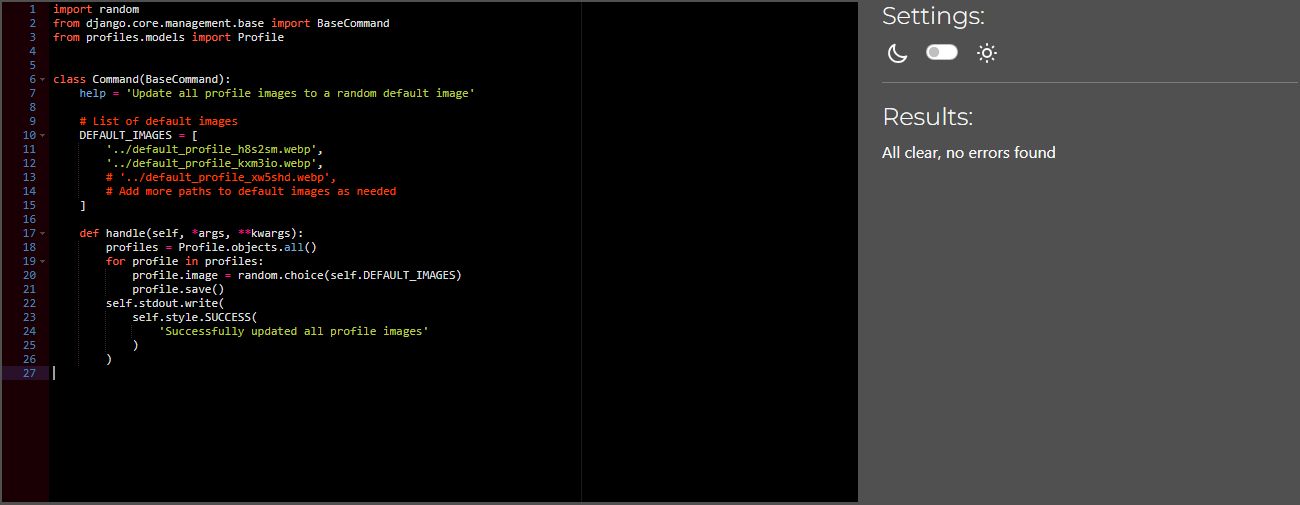 1 import random
2 from django.core.management.base import BaseCommand
3 from profiles.models import Profile
4
5
6 class Command(BaseCommand):
7     help = 'Update all profile images to a random default image'
8
9     # List of default images
10     DEFAULT_IMAGES = [
11         '../default_profile_h8s2sm.webp',
12         '../default_profile_kxm3io.webp',
13         # '../default_profile_xw5shd.webp',
14         # Add more paths to default images as needed
15     ]
16
17     def handle(self, *args, **kwargs):
18         profiles = Profile.objects.all()
19         for profile in profiles:
20             profile.image = random.choice(self.DEFAULT_IMAGES)
21             profile.save()
22         self.stdout.write(
23             self.style.SUCCESS(
24                 'Successfully updated all profile images'
25             )
26         )
27
Settings:
Results:
All clear, no errors found